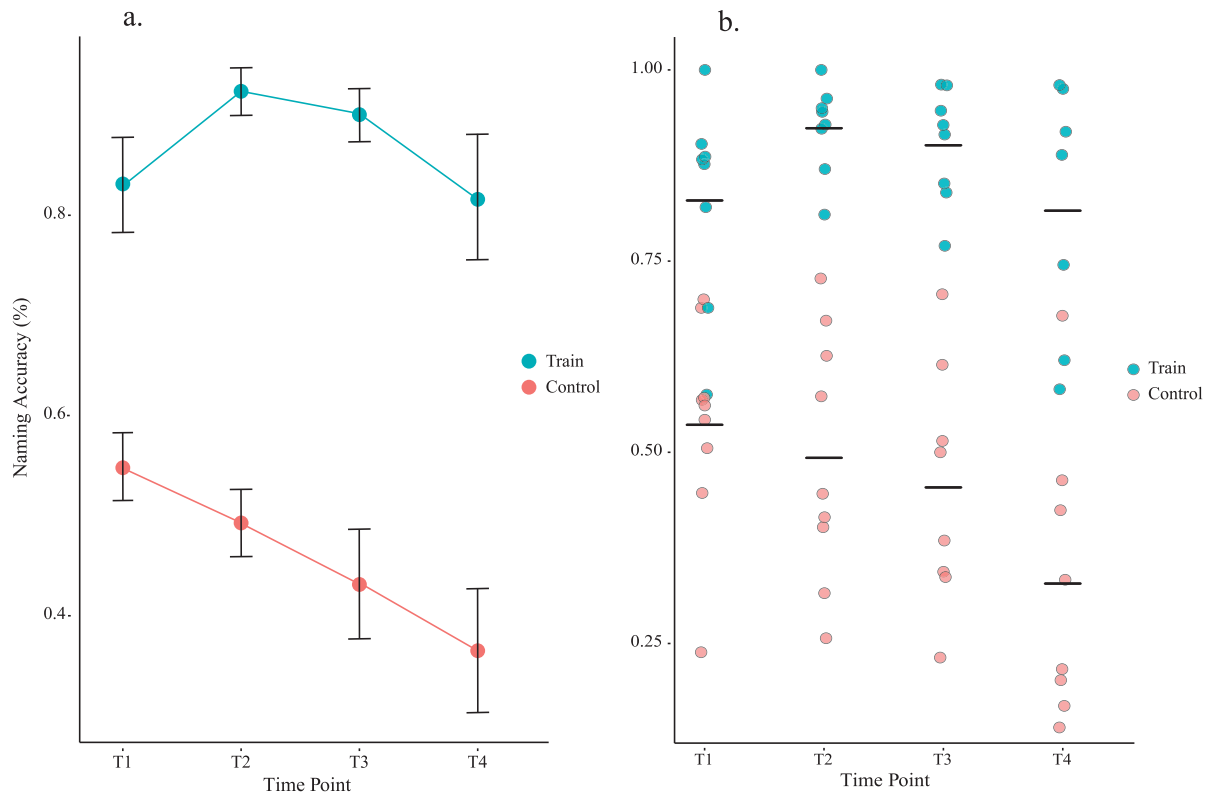 a.
Naming Accuracy (%)
0.8
0.6
0.4
T1 T2 T3 T4
Time Point
Train
Control
b.
1.00
0.75
0.50
0.25
T1 T2 T3 T4
Time Point
Train
Control